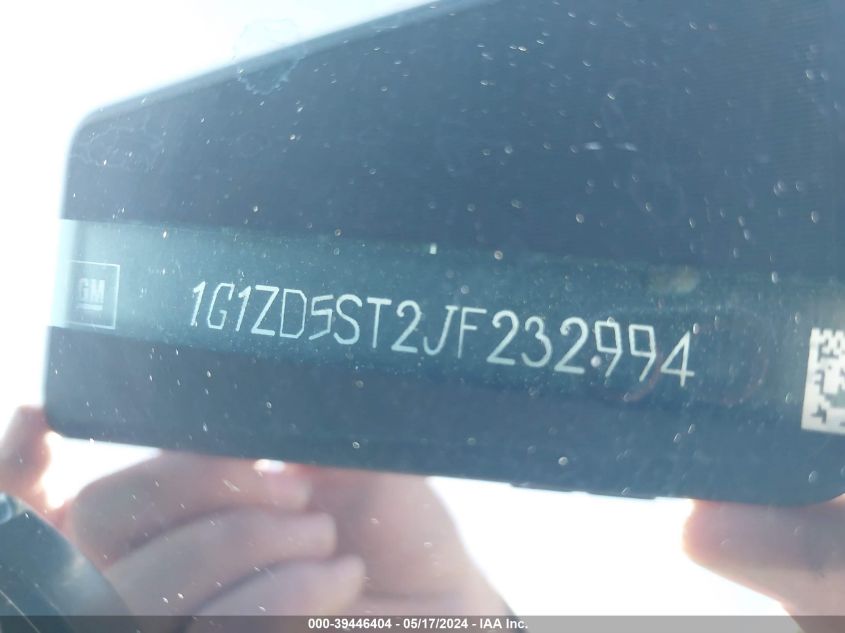 GM
1G1ZD5ST2JF232994
000-39446404 - 05/17/2024 - IAA Inc.